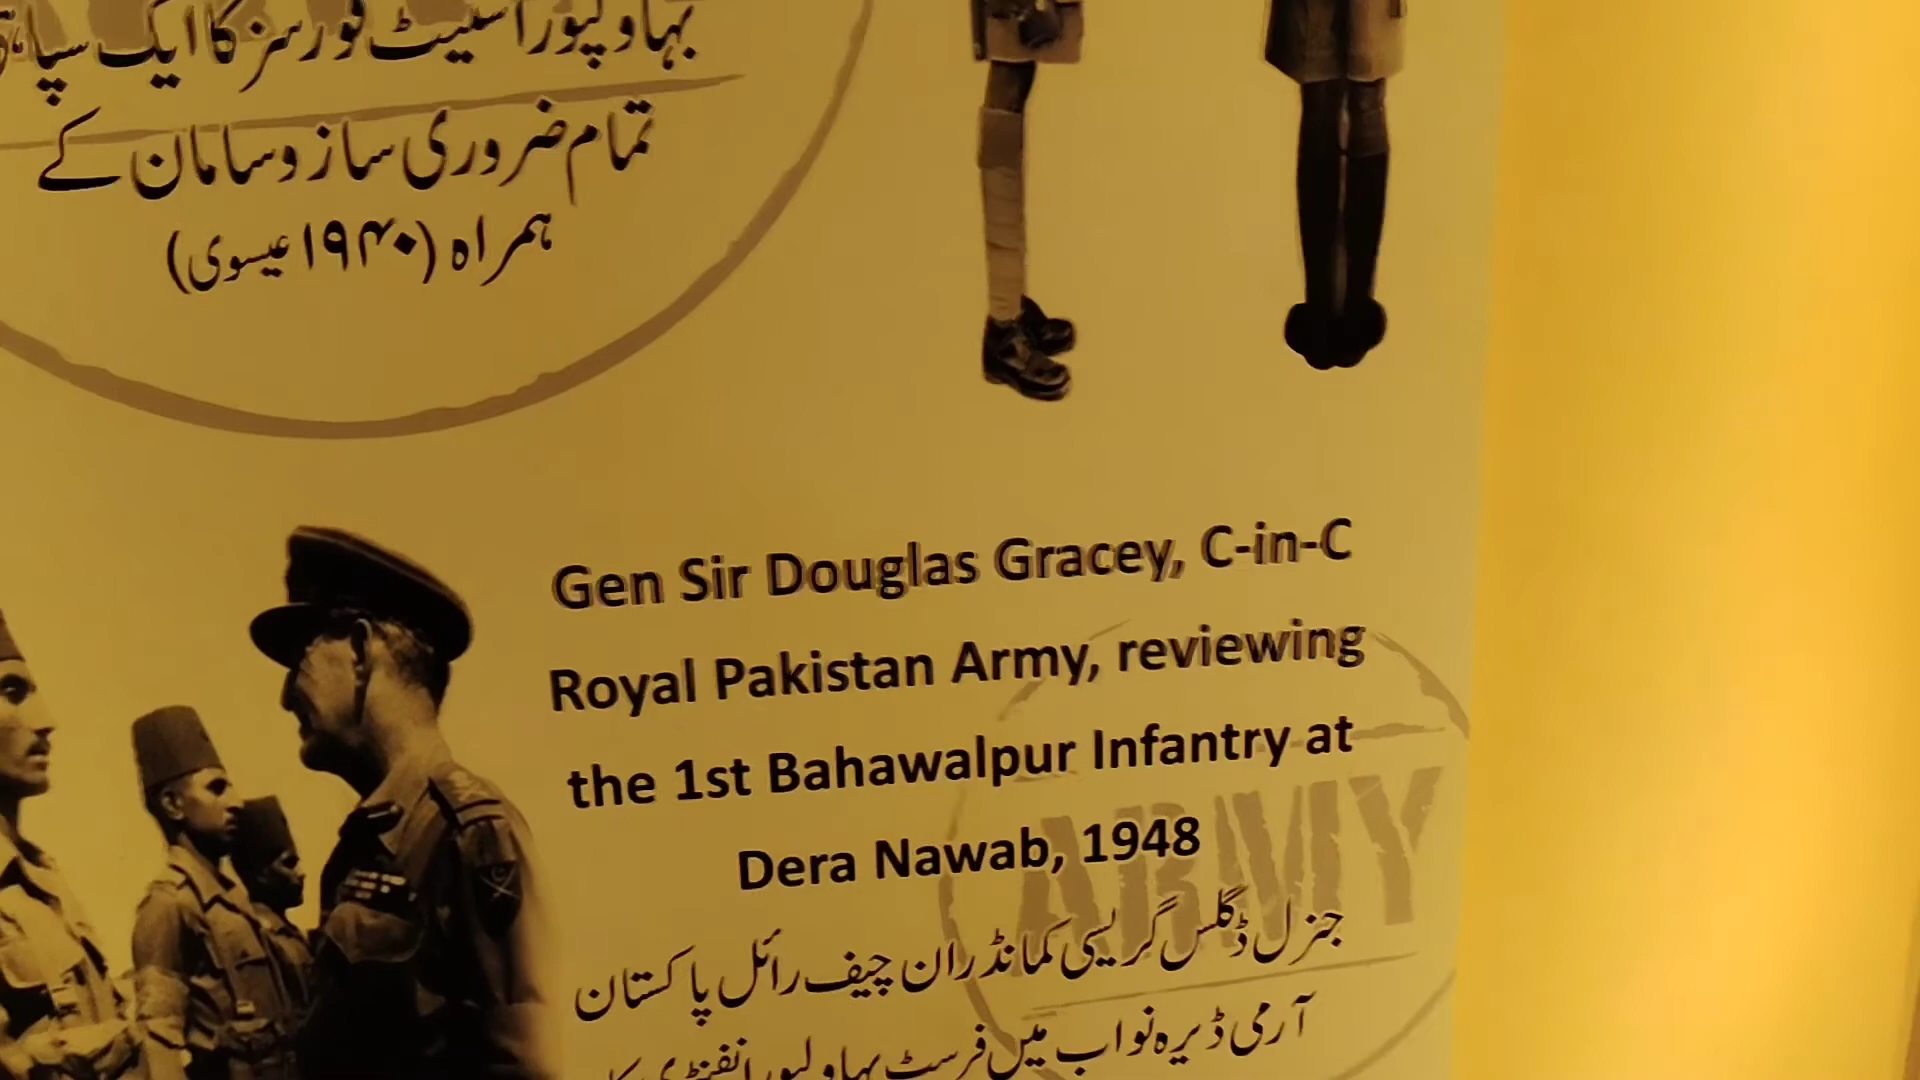 بہاولپور اسٹیٹ فورسز کا ایک سپاہی
تمام ضروری ساز و سامان کے
ہمراہ (۱۹۴۰ عیسوی)
Gen Sir Douglas Gracey, C-in-C
Royal Pakistan Army, reviewing
the 1st Bahawalpur Infantry at
Dera Nawab, 1948
ARMY
جنرل ڈگلس گریسی کمانڈر ان چیف رائل پاکستان
آرمی ڈیرہ نواب میں فرسٹ بہاولپور انفنٹری کا